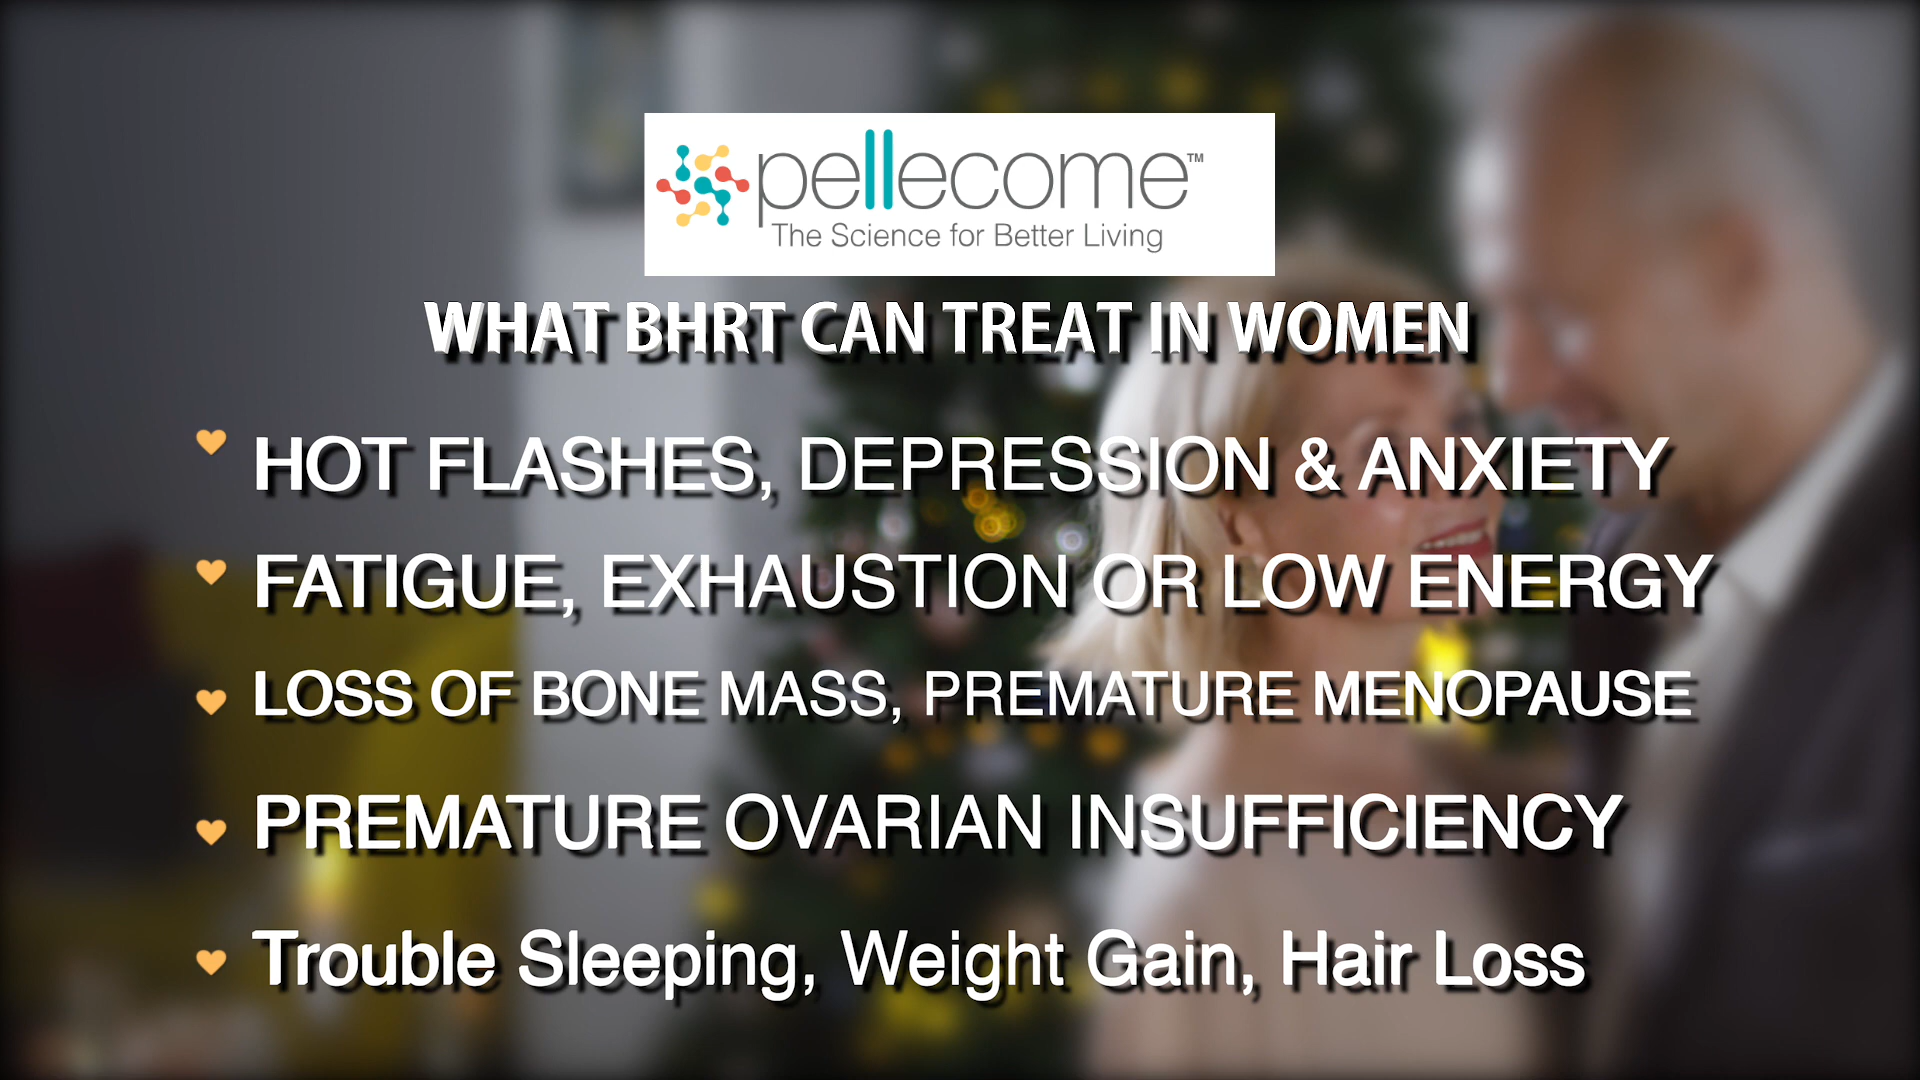 pellecome™
The Science for Better Living
WHAT BHRT CAN TREAT IN WOMEN
HOT FLASHES, DEPRESSION & ANXIETY
FATIGUE, EXHAUSTION OR LOW ENERGY
LOSS OF BONE MASS, PREMATURE MENOPAUSE
PREMATURE OVARIAN INSUFFICIENCY
Trouble Sleeping, Weight Gain, Hair Loss